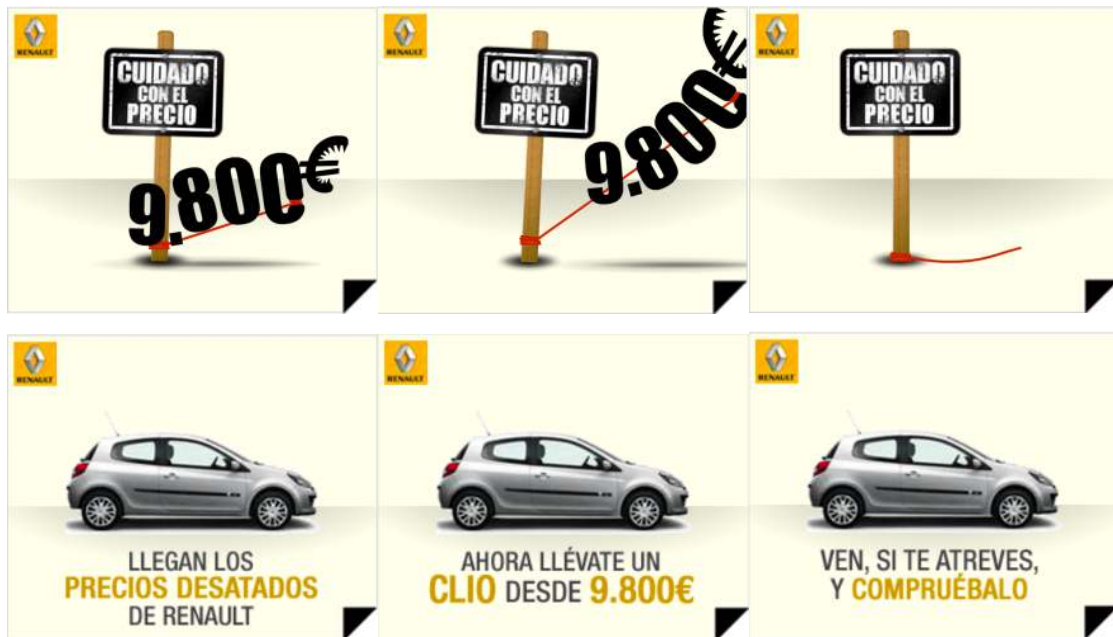 RENAULT
CUIDADO
CON EL
PRECIO
9.800€
RENAULT
CUIDADO
CON EL
PRECIO
9.800€
RENAULT
CUIDADO
CON EL
PRECIO
RENAULT
LLEGAN LOS
PRECIOS DESATADOS
DE RENAULT
RENAULT
AHORA LLÉVATE UN
CLIO DESDE 9.800€
RENAULT
VEN, SI TE ATREVES,
Y COMPRUÉBALO